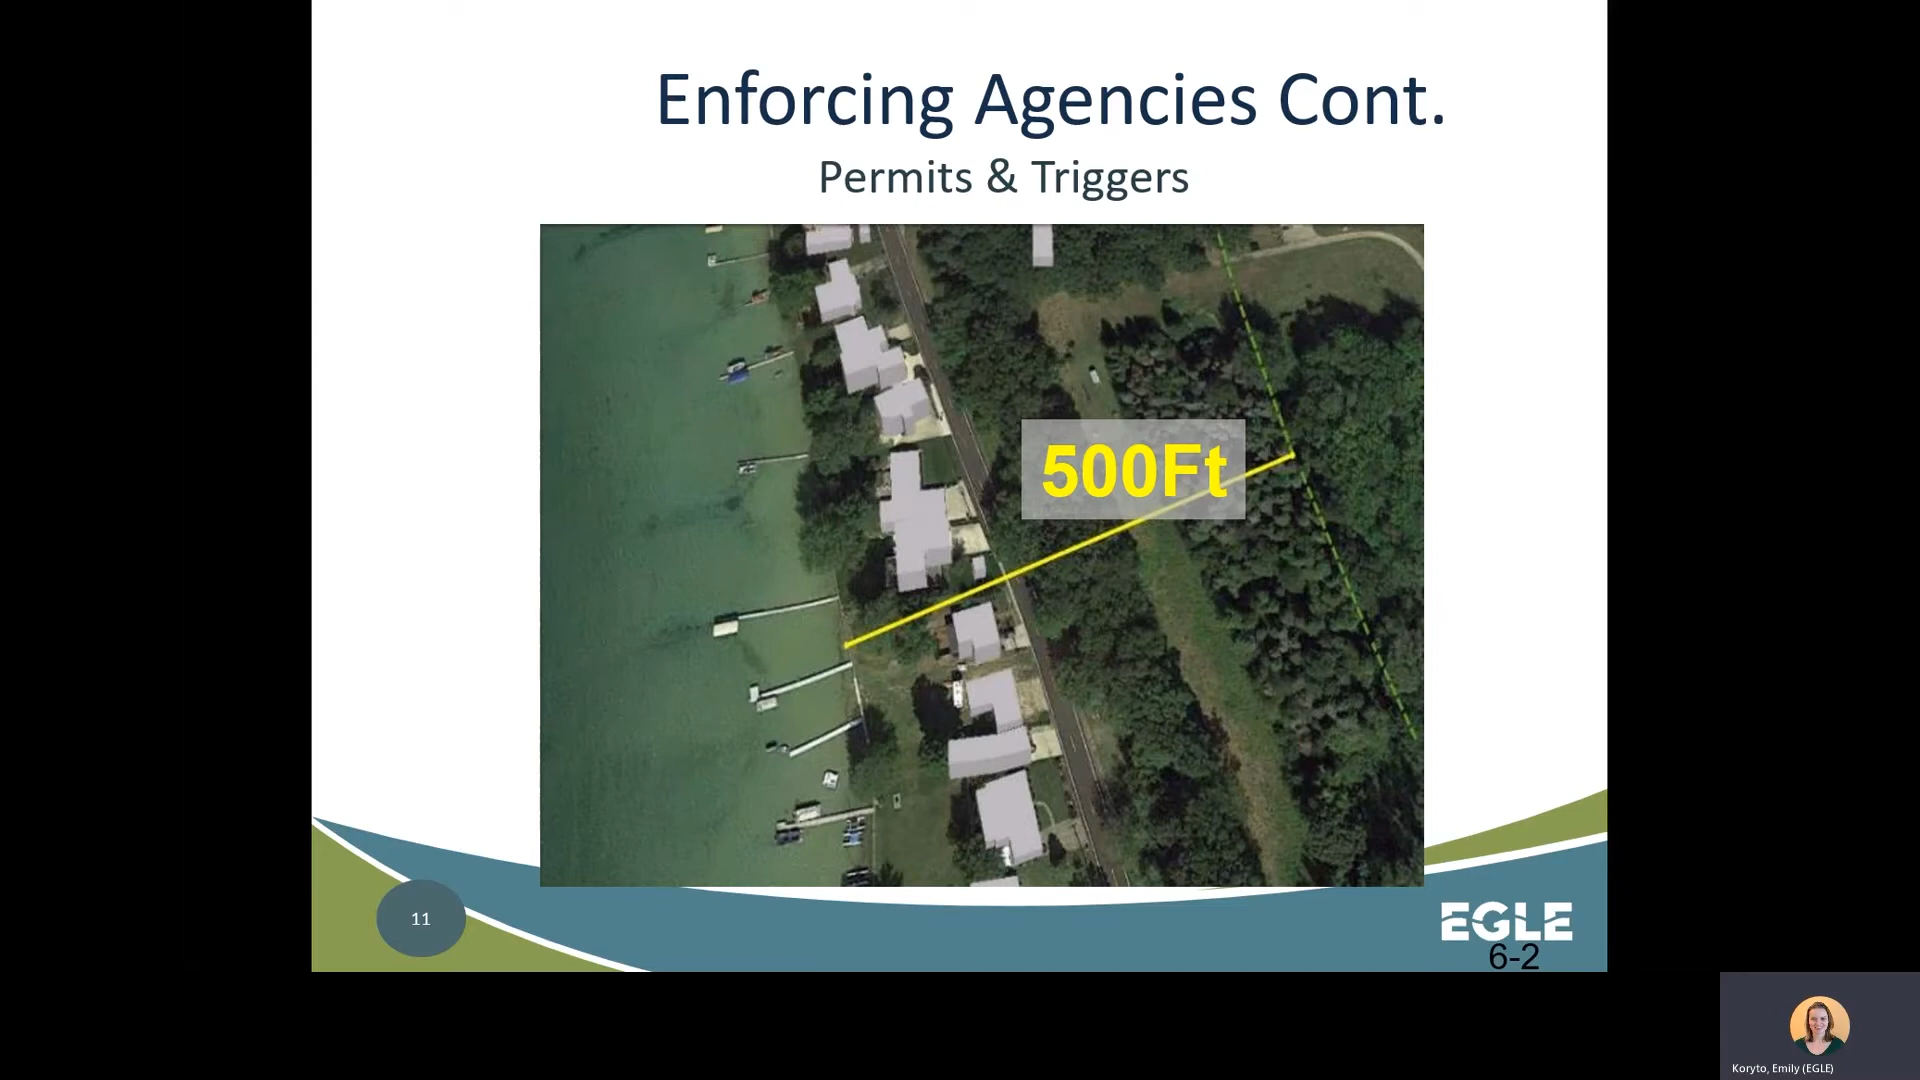 Enforcing Agencies Cont.
Permits & Triggers
500Ft
11
EGLE
6-2
Koryto, Emily (EGLE)